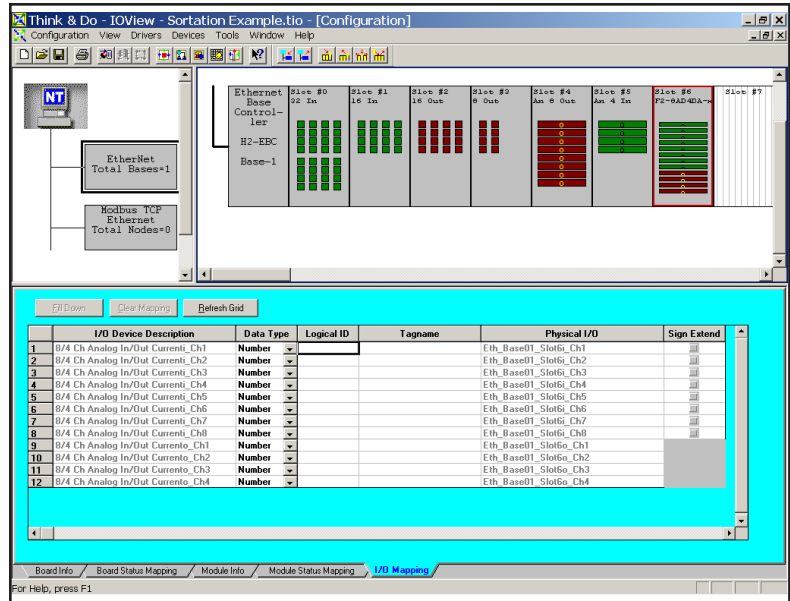 Think & Do - IOView - Sortation Example.tio - [Configuration]
Configuration View Drivers Devices Tools Window Help
NT
EtherNet
Total Bases=1
Modbus TCP
Ethernet
Total Nodes=0
Ethernet
Base
Control-
ler
H2-EBC
Base-1
Slot #0
32 In
Slot #1
16 In
Slot #2
16 Out
Slot #3
8 Out
Slot #4
An 8 Out
Slot #5
An 4 In
Slot #6
F2-8AD4DA-
Slot #7
Fill Down Clear Mapping Refresh Grid
I/O Device Description Data Type Logical ID Tagname Physical I/O Sign Extend
1 8/4 Ch Analog In/Out Currenti_Ch1 Number Eth_Base01_Slot6i_Ch1
2 8/4 Ch Analog In/Out Currenti_Ch2 Number Eth_Base01_Slot6i_Ch2
3 8/4 Ch Analog In/Out Currenti_Ch3 Number Eth_Base01_Slot6i_Ch3
4 8/4 Ch Analog In/Out Currenti_Ch4 Number Eth_Base01_Slot6i_Ch4
5 8/4 Ch Analog In/Out Currenti_Ch5 Number Eth_Base01_Slot6i_Ch5
6 8/4 Ch Analog In/Out Currenti_Ch6 Number Eth_Base01_Slot6i_Ch6
7 8/4 Ch Analog In/Out Currenti_Ch7 Number Eth_Base01_Slot6i_Ch7
8 8/4 Ch Analog In/Out Currenti_Ch8 Number Eth_Base01_Slot6i_Ch8
9 8/4 Ch Analog In/Out Currento_Ch1 Number Eth_Base01_Slot6o_Ch1
10 8/4 Ch Analog In/Out Currento_Ch2 Number Eth_Base01_Slot6o_Ch2
11 8/4 Ch Analog In/Out Currento_Ch3 Number Eth_Base01_Slot6o_Ch3
12 8/4 Ch Analog In/Out Currento_Ch4 Number Eth_Base01_Slot6o_Ch4
Board Info Board Status Mapping Module Info Module Status Mapping I/O Mapping
For Help, press F1